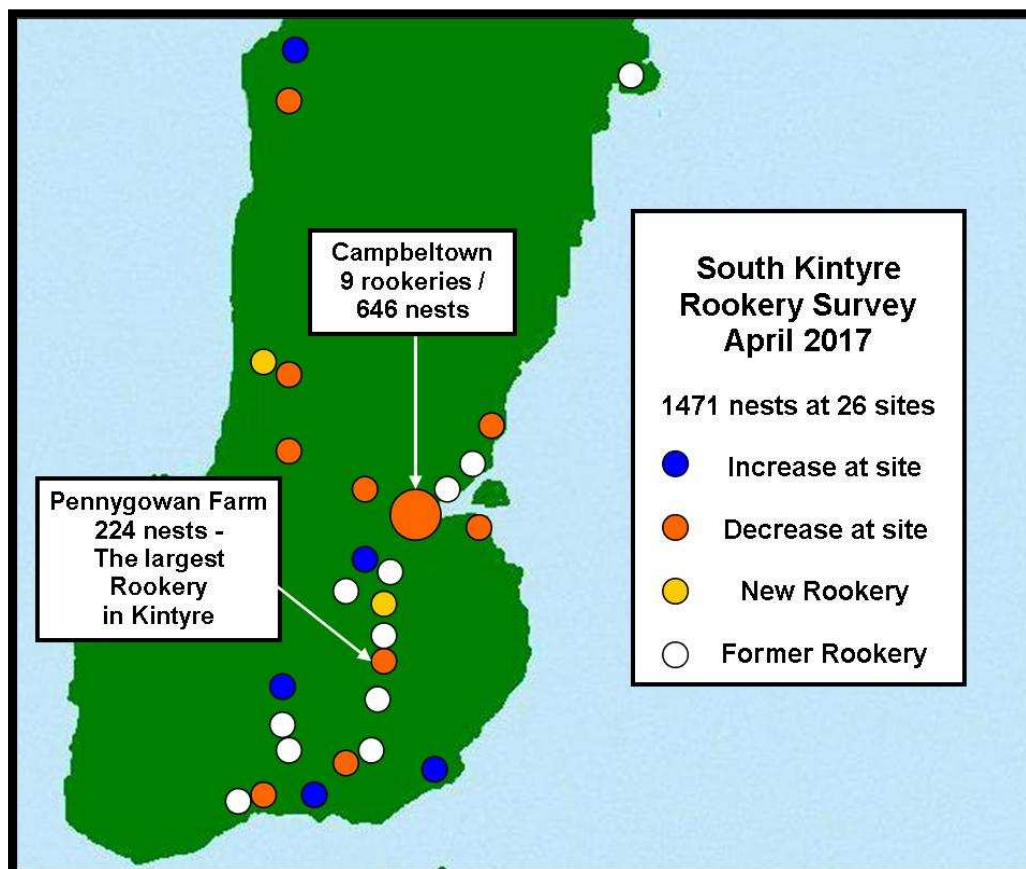 Campbeltown
9 rookeries /
646 nests
South Kintyre
Rookery Survey
April 2017
1471 nests at 26 sites
Increase at site
Decrease at site
New Rookery
Former Rookery
Pennygowan Farm
224 nests -
The largest
Rookery
in Kintyre